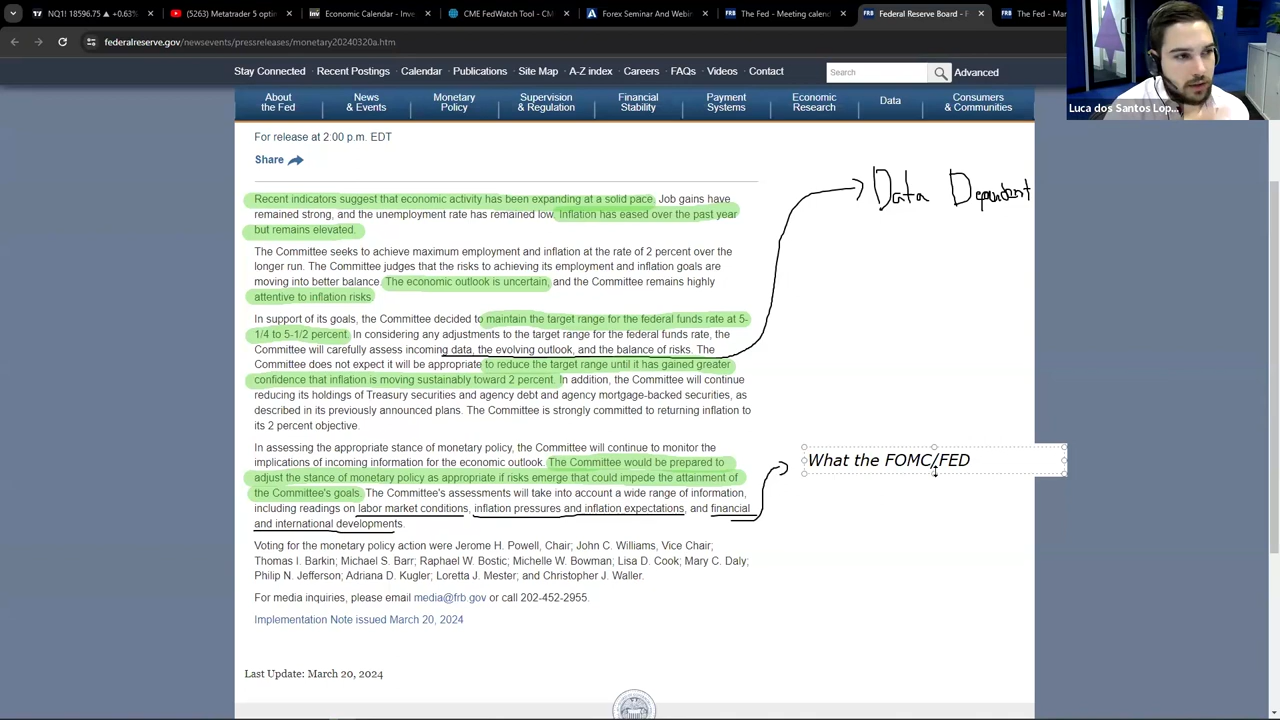 NQ1! 18596.75 ▲ +0.63%
(5263) Metatrader 5 opti
Economic Calendar - Inve
CME FedWatch Tool - CM
Forex Seminar And Webin
The Fed - Meeting calend
Federal Reserve Board - F
The Fed - Mar
federalreserve.gov/newsevents/pressreleases/monetary20240320a.htm
Luca dos Santos Lop...
Stay Connected · Recent Postings · Calendar · Publications · Site Map · A-Z index · Careers · FAQs · Videos · Contact
Search
Advanced
About the Fed
News & Events
Monetary Policy
Supervision & Regulation
Financial Stability
Payment Systems
Economic Research
Data
Consumers & Communities
For release at 2:00 p.m. EDT
Share
Recent indicators suggest that economic activity has been expanding at a solid pace. Job gains have
remained strong, and the unemployment rate has remained low. Inflation has eased over the past year
but remains elevated.
Data Dependent
The Committee seeks to achieve maximum employment and inflation at the rate of 2 percent over the
longer run. The Committee judges that the risks to achieving its employment and inflation goals are
moving into better balance. The economic outlook is uncertain, and the Committee remains highly
attentive to inflation risks
In support of its goals, the Committee decided to maintain the target range for the federal funds rate at 5-
1/4 to 5-1/2 percent. In considering any adjustments to the target range for the federal funds rate, the
Committee will carefully assess incoming data, the evolving outlook, and the balance of risks. The
Committee does not expect it will be appropriate to reduce the target range until it has gained greater
confidence that inflation is moving sustainably toward 2 percent. In addition, the Committee will continue
reducing its holdings of Treasury securities and agency debt and agency mortgage-backed securities, as
described in its previously announced plans. The Committee is strongly committed to returning inflation to
its 2 percent objective.
In assessing the appropriate stance of monetary policy, the Committee will continue to monitor the
implications of incoming information for the economic outlook. The Committee would be prepared to
adjust the stance monetary policy as appropriate if risks emerge that could impede the attainment of
the Committee's goals. The Committee's assessments will take into account a wide range of information,
including readings on labor market conditions, inflation pressures and inflation expectations, and financial
and international developments.
What the FOMC/FED
Voting for the monetary policy action were Jerome H. Powell, Chair; John C. Williams, Vice Chair;
Thomas I. Barkin; Michael S. Barr; Raphael W. Bostic; Michelle W. Bowman; Lisa D. Cook; Mary C. Daly;
Philip N. Jefferson; Adriana D. Kugler; Loretta J. Mester; and Christopher J. Waller.
For media inquiries, please email media@frb.gov or call 202-452-2955.
Implementation Note issued March 20, 2024
Last Update: March 20, 2024